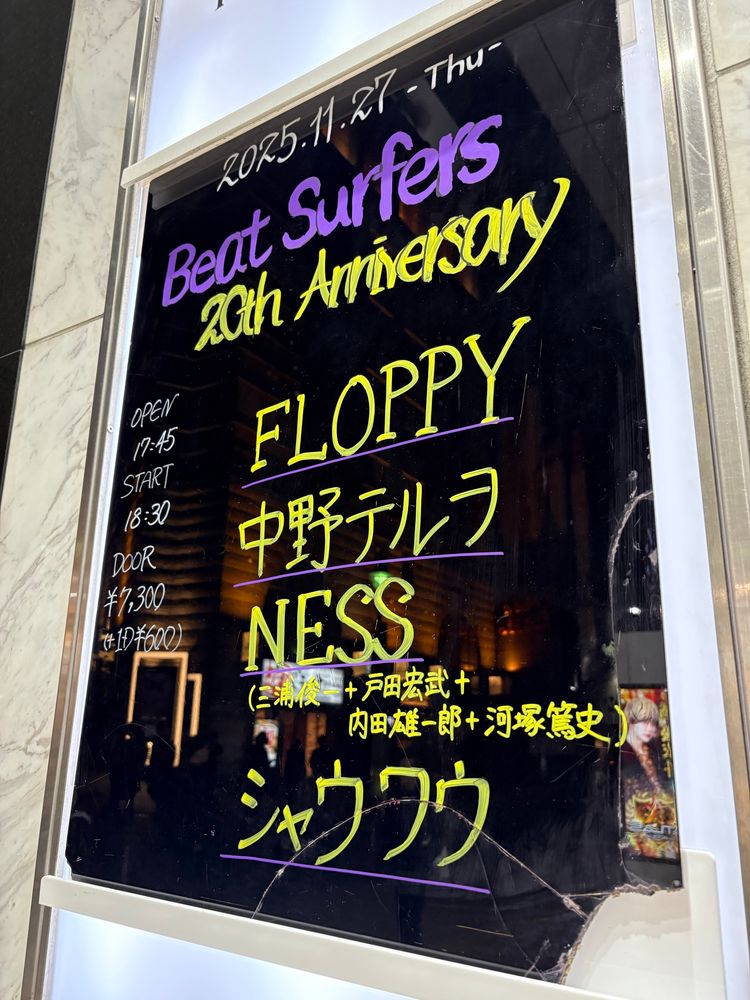 2025.11.27 -Thu-
Beat Surfers
20th Anniversary
OPEN
17:45
START
18:30
DOOR
¥7,300
(+1D¥600)
FLOPPY
中野テルヲ
NESS
(三浦俊一+戸田宏武+
内田雄一郎+河塚篤史)
シャウワウ